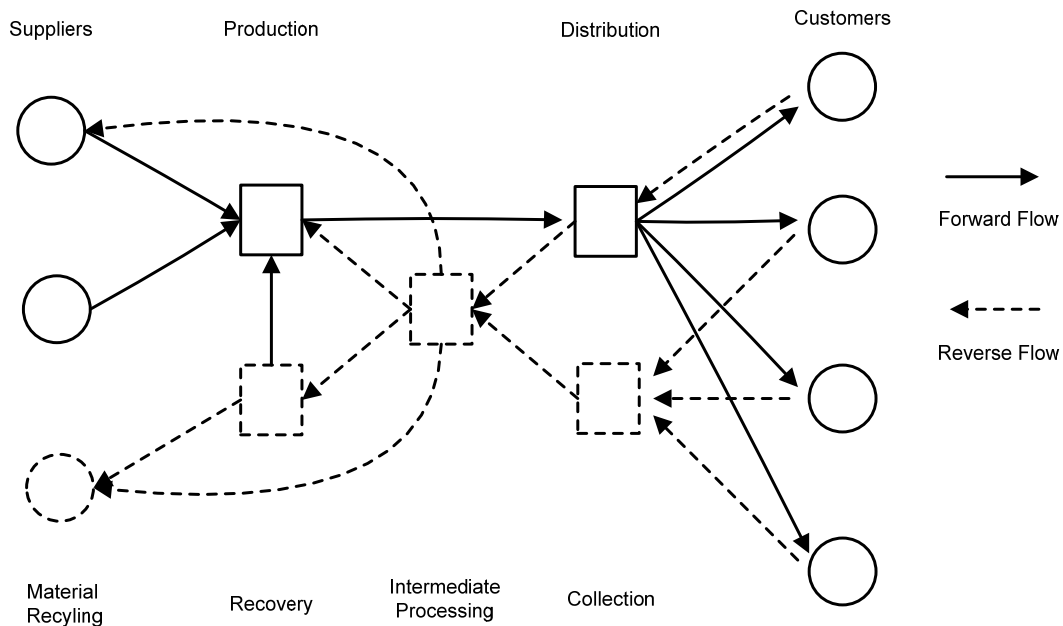 Suppliers
Production
Distribution
Customers
Forward Flow
Reverse Flow
Material
Recyling
Recovery
Intermediate
Processing
Collection